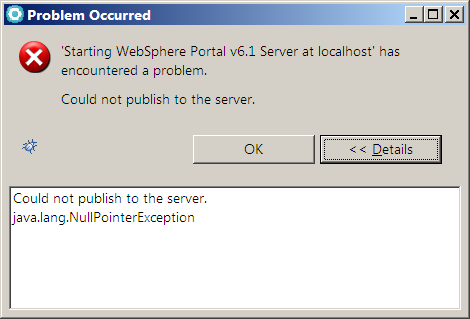 Problem Occurred
'Starting WebSphere Portal v6.1 Server at localhost' has
encountered a problem.
Could not publish to the server.
OK
<< Details
Could not publish to the server.
java.lang.NullPointerException